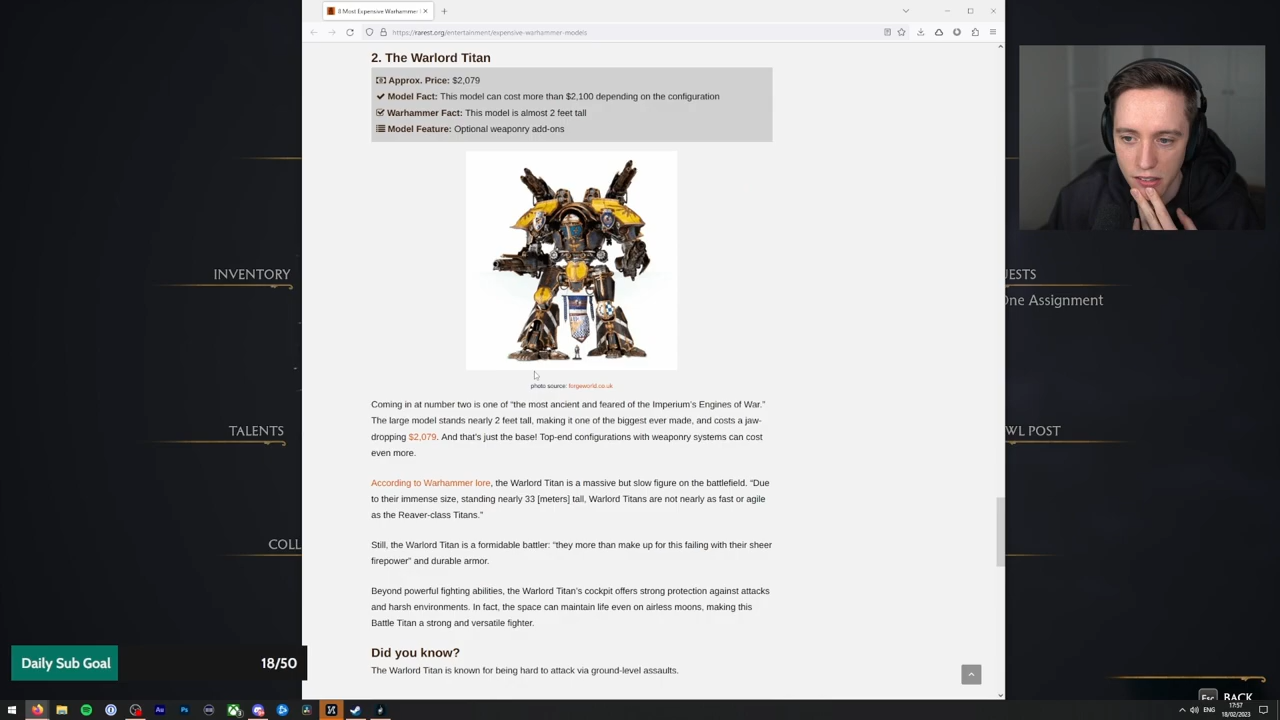 8 Most Expensive Warhammer
https://rarest.org/entertainment/expensive-warhammer-models
2. The Warlord Titan
Approx. Price: $2,079
Model Fact: This model can cost more than $2,100 depending on the configuration
Warhammer Fact: This model is almost 2 feet tall
Model Feature: Optional weaponry add-ons
photo source: forgeworld.co.uk
Coming in at number two is one of “the most ancient and feared of the Imperium’s Engines of War.”
The large model stands nearly 2 feet tall, making it one of the biggest ever made, and costs a jaw-
dropping $2,079. And that’s just the base! Top-end configurations with weaponry systems can cost
even more.
According to Warhammer lore, the Warlord Titan is a massive but slow figure on the battlefield. “Due
to their immense size, standing nearly 33 [meters] tall, Warlord Titans are not nearly as fast or agile
as the Reaver-class Titans.”
Still, the Warlord Titan is a formidable battler: “they more than make up for this failing with their sheer
firepower” and durable armor.
Beyond powerful fighting abilities, the Warlord Titan’s cockpit offers strong protection against attacks
and harsh environments. In fact, the space can maintain life even on airless moons, making this
Battle Titan a strong and versatile fighter.
Did you know?
The Warlord Titan is known for being hard to attack via ground-level assaults.
INVENTORY
TALENTS
COLL
UESTS
One Assignment
WL POST
Esc BACK
Daily Sub Goal 18/50
ENG
17:57
18/02/2023